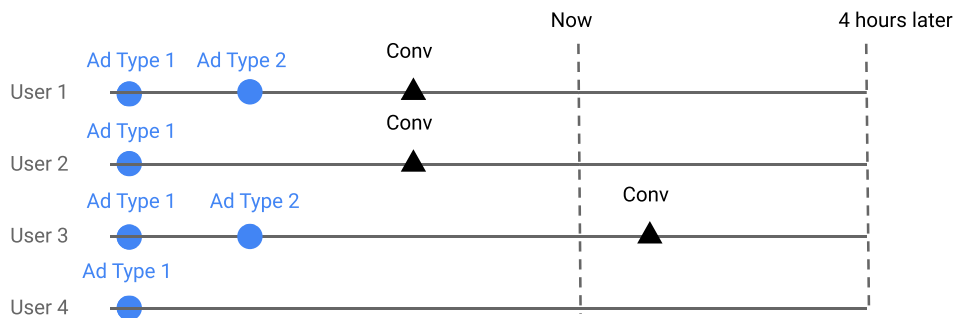 Now
4 hours later
Conv
Ad Type 1
Ad Type 2
User 1
Conv
Ad Type 1
User 2
Conv
Ad Type 1
Ad Type 2
User 3
Ad Type 1
User 4